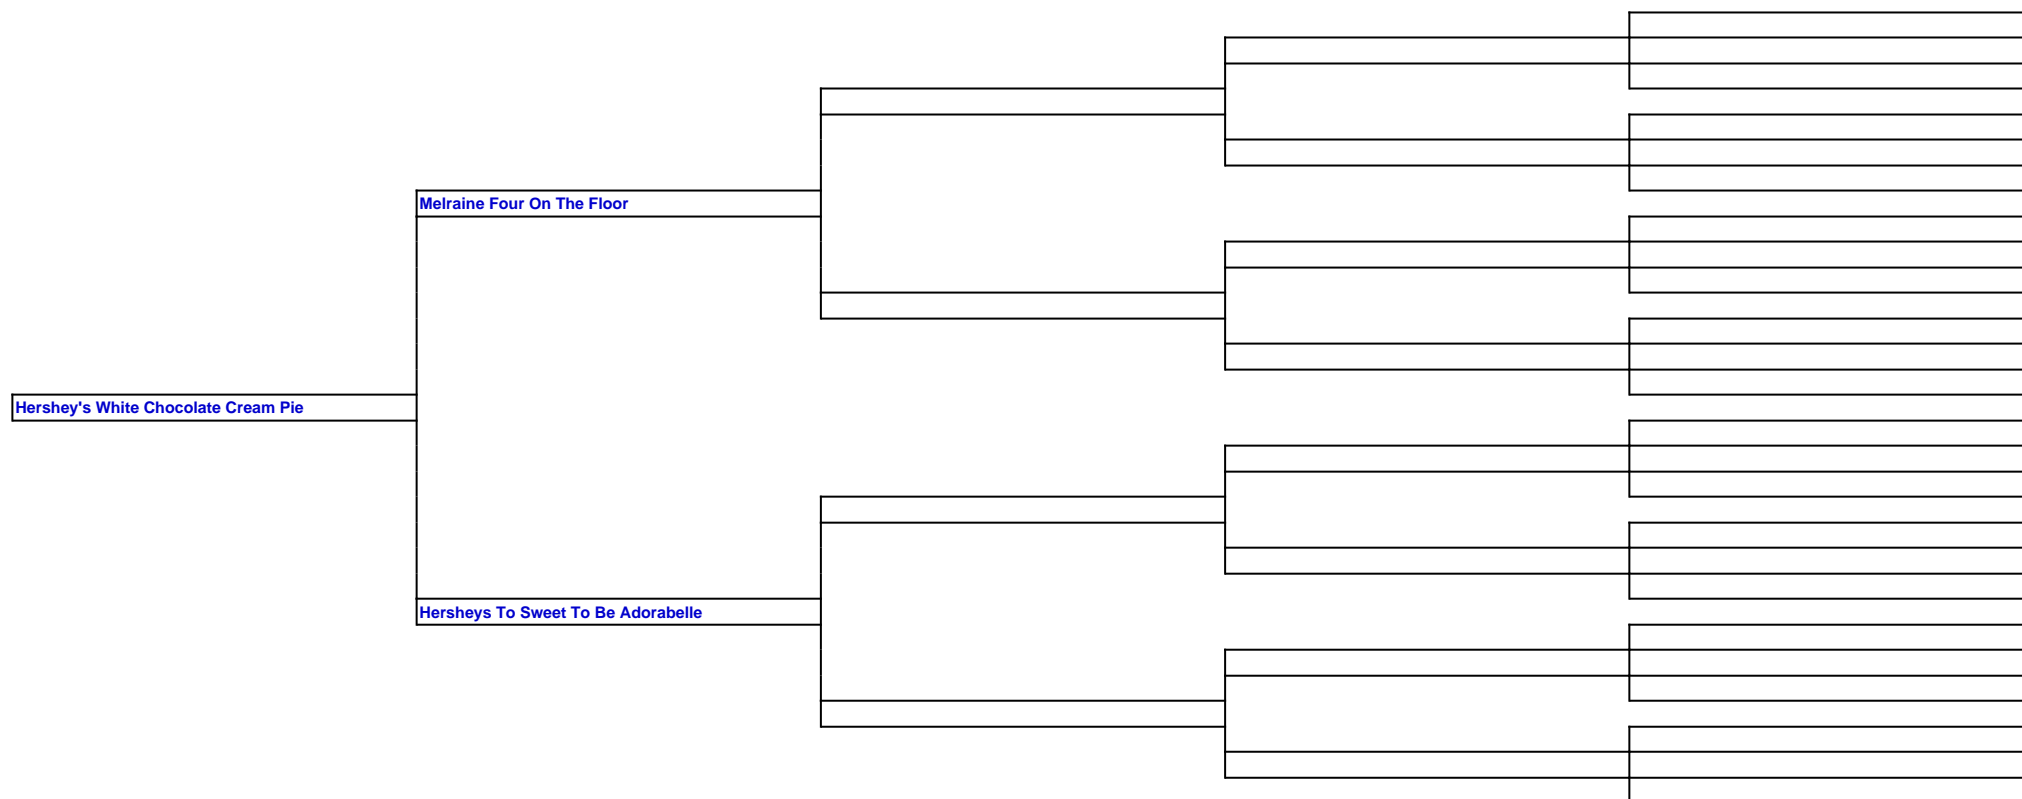 Melraine Four On The Floor
Hershey's White Chocolate Cream Pie
Hersheys To Sweet To Be Adorabelle